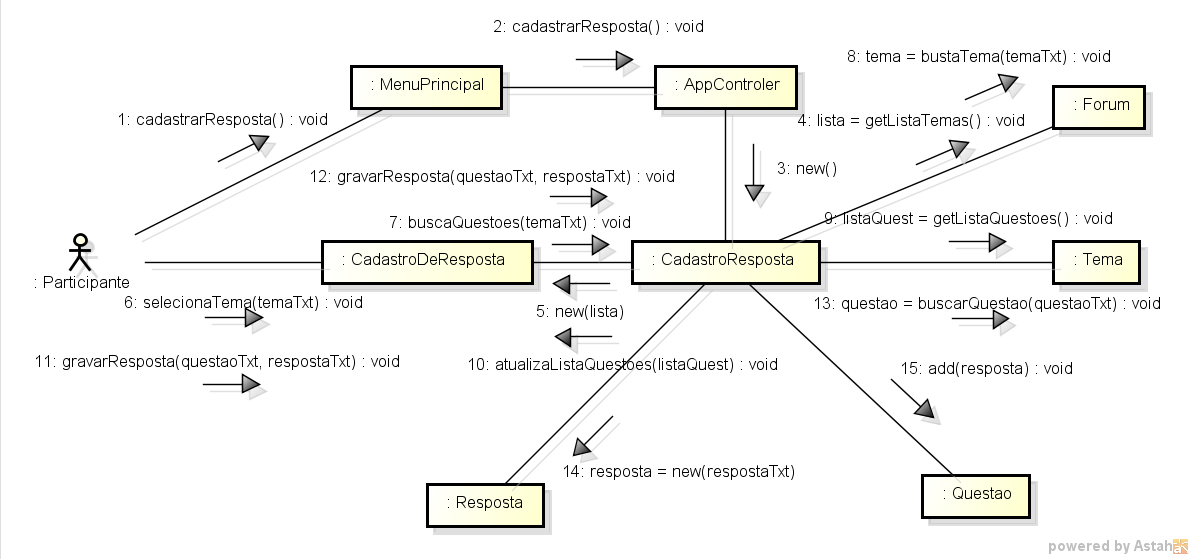 2: cadastrarResposta() : void
8: tema = bustaTema(temaTxt) : void
: MenuPrincipal
: AppControler
: Forum
1: cadastrarResposta() : void
4: lista = getListaTemas() : void
3: new()
12: gravarResposta(questaoTxt, respostaTxt) : void
7: buscaQuestoes(temaTxt) : void
9: listaQuest = getListaQuestoes() : void
: CadastroDeResposta
: CadastroResposta
: Tema
: Participante
6: selecionaTema(temaTxt) : void
5: new(lista)
13: questao = buscarQuestao(questaoTxt) : void
11: gravarResposta(questaoTxt, respostaTxt) : void
10: atualizaListaQuestoes(listaQuest) : void
15: add(resposta) : void
14: resposta = new(respostaTxt)
: Resposta
: Questao
powered by Astah